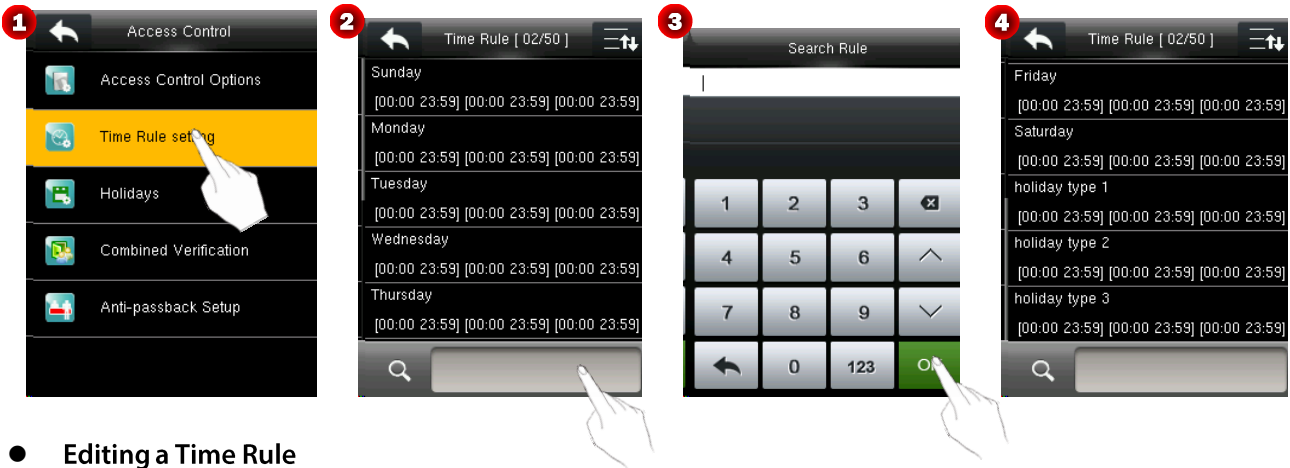 1
Access Control
Access Control Options
Time Rule setting
Holidays
Combined Verification
Anti-passback Setup
2
Time Rule [ 02/50 ]
Sunday
[00:00 23:59] [00:00 23:59] [00:00 23:59]
Monday
[00:00 23:59] [00:00 23:59] [00:00 23:59]
Tuesday
[00:00 23:59] [00:00 23:59] [00:00 23:59]
Wednesday
[00:00 23:59] [00:00 23:59] [00:00 23:59]
Thursday
[00:00 23:59] [00:00 23:59] [00:00 23:59]
3
Search Rule
1 2 3
4 5 6
7 8 9
0 123 OK
4
Time Rule [ 02/50 ]
Friday
[00:00 23:59] [00:00 23:59] [00:00 23:59]
Saturday
[00:00 23:59] [00:00 23:59] [00:00 23:59]
holiday type 1
[00:00 23:59] [00:00 23:59] [00:00 23:59]
holiday type 2
[00:00 23:59] [00:00 23:59] [00:00 23:59]
holiday type 3
[00:00 23:59] [00:00 23:59] [00:00 23:59]
● Editing a Time Rule